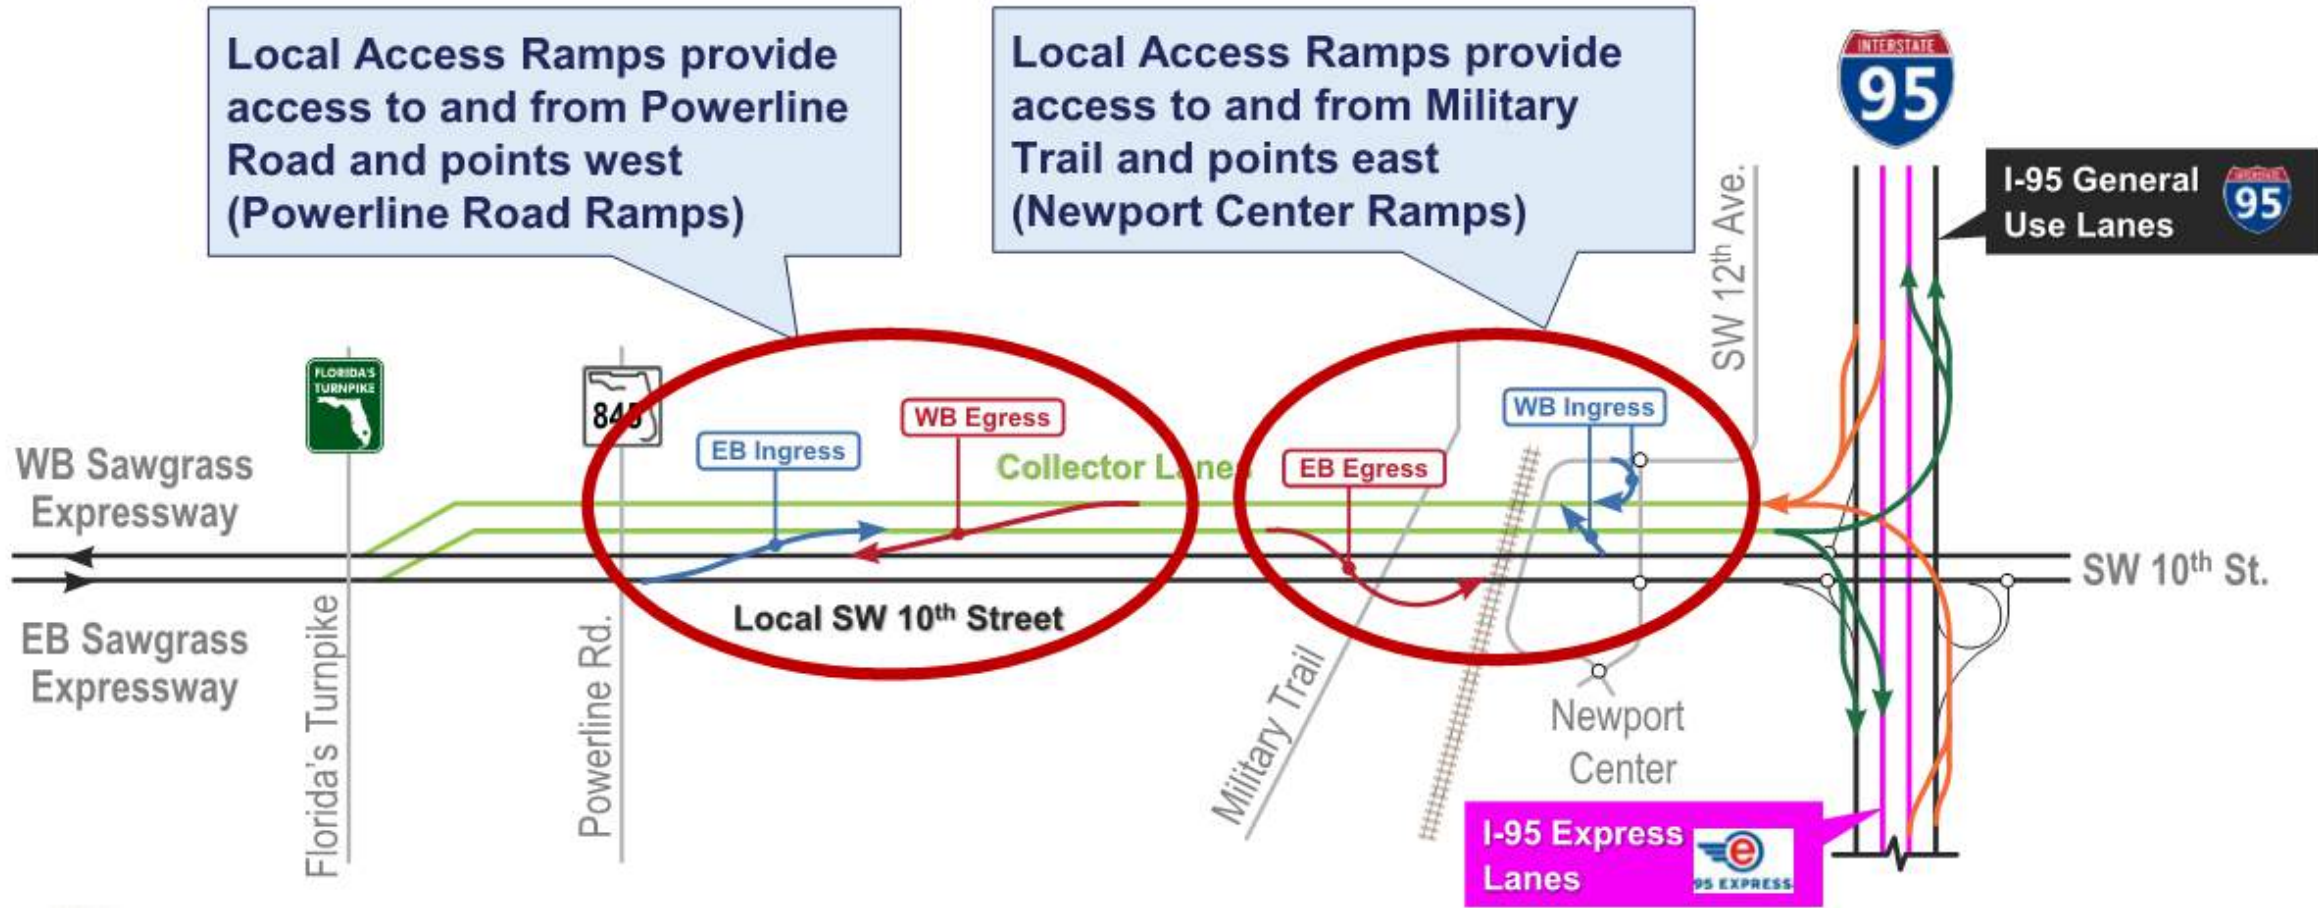 Local Access Ramps provide
access to and from Powerline
Road and points west
(Powerline Road Ramps)
Local Access Ramps provide
access to and from Military
Trail and points east
(Newport Center Ramps)
INTERSTATE
95
I-95 General
Use Lanes
INTERSTATE
95
SW 12th Ave.
FLORIDA'S
TURNPIKE
845
WB Egress
WB Ingress
EB Ingress
EB Egress
Collector Lanes
WB Sawgrass
Expressway
SW 10th St.
EB Sawgrass
Expressway
Local SW 10th Street
Florida's Turnpike
Powerline Rd.
Military Trail
Newport
Center
I-95 Express
Lanes
e
95 EXPRESS